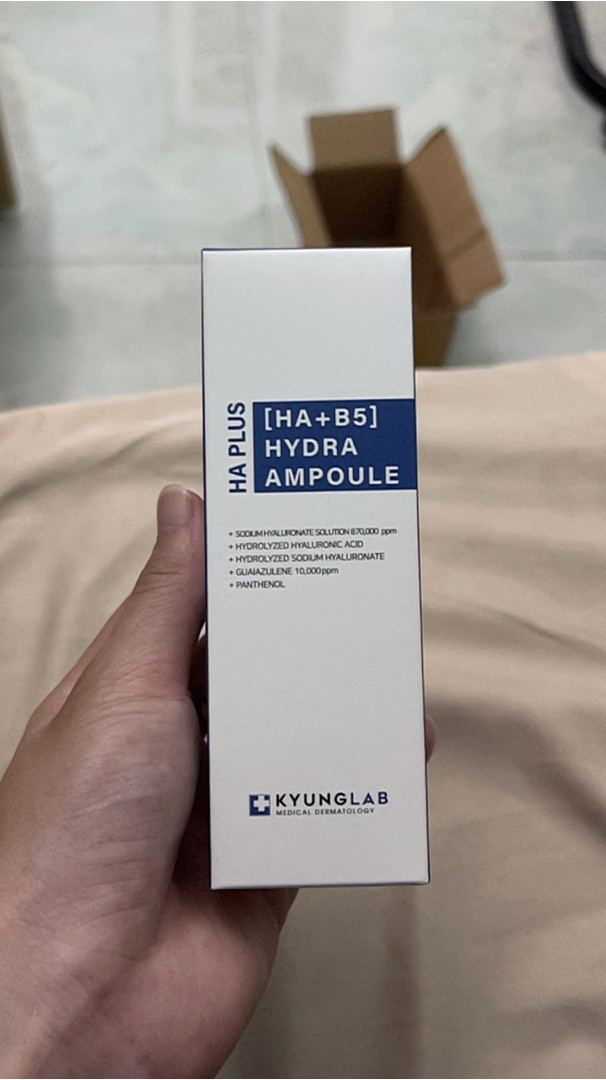 HA PLUS
[HA+B5]
HYDRA
AMPOULE
+ SODIUM HYALURONATE SOLUTION 870,000 ppm
+ HYDROLYZED HYALURONIC ACID
+ HYDROLYZED SODIUM HYALURONATE
+ GUAIAZULENE 10,000ppm
+ PANTHENOL
KYUNGLAB
MEDICAL DERMATOLOGY